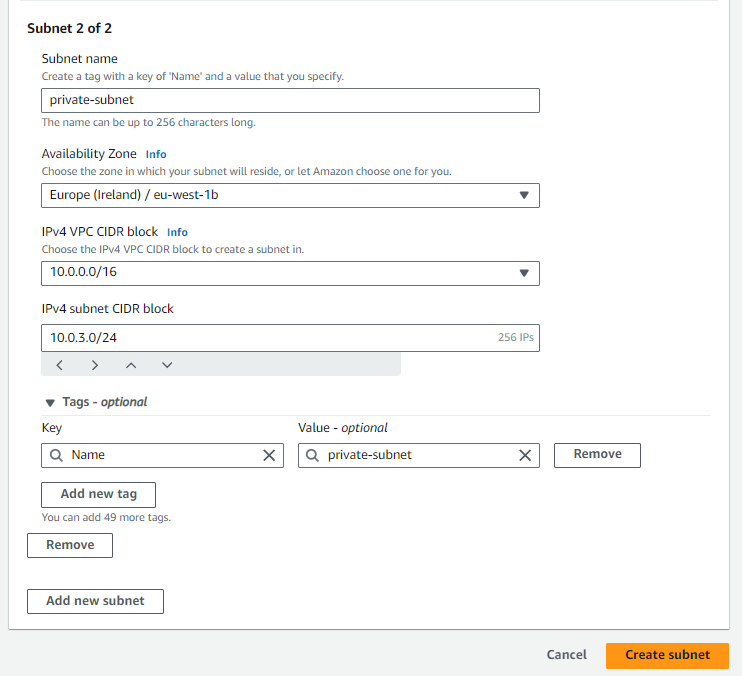 Subnet 2 of 2
Subnet name
Create a tag with a key of 'Name' and a value that you specify.
private-subnet
The name can be up to 256 characters long.
Availability Zone Info
Choose the zone in which your subnet will reside, or let Amazon choose one for you.
Europe (Ireland) / eu-west-1b
IPv4 VPC CIDR block Info
Choose the IPv4 VPC CIDR block to create a subnet in.
10.0.0.0/16
IPv4 subnet CIDR block
10.0.3.0/24 256 IPs
Tags - optional
Key Value - optional
Name private-subnet Remove
Add new tag
You can add 49 more tags.
Remove
Add new subnet
Cancel Create subnet